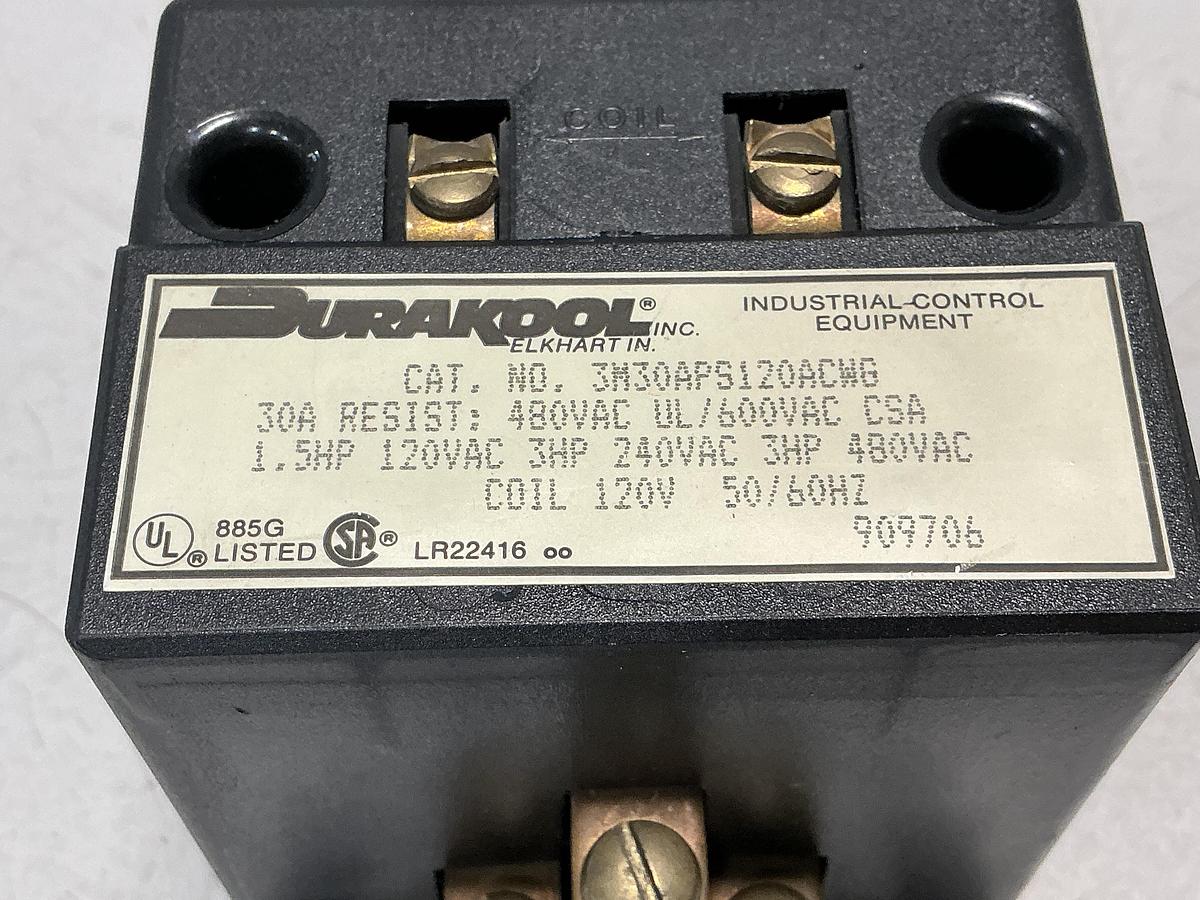 COIL
DURAKOOL® INC.
ELKHART IN.
INDUSTRIAL CONTROL
EQUIPMENT
CAT. NO. 3M30APS120ACWG
30A RESIST; 480VAC UL/600VAC CSA
1.5HP 120VAC 3HP 240VAC 3HP 480VAC
COIL 120V 50/60HZ
909706
UL ® 885G
LISTED SA ® LR22416 oo